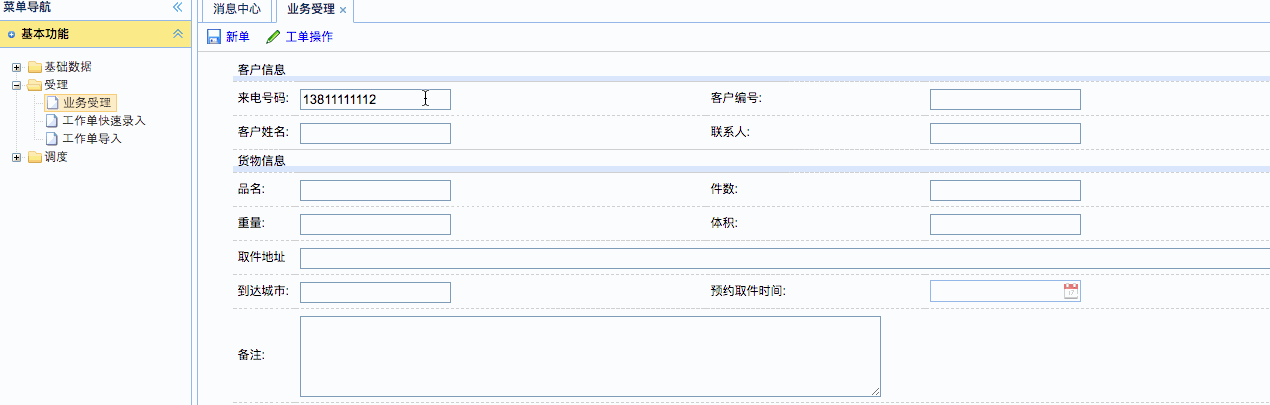 菜单导航
基本功能
基础数据
受理
业务受理
工作单快速录入
工作单导入
调度
消息中心 业务受理
新单 工单操作
客户信息
来电号码: 13811111112 客户编号:
客户姓名: 联系人:
货物信息
品名: 件数:
重量: 体积:
取件地址
到达城市: 预约取件时间:
备注: